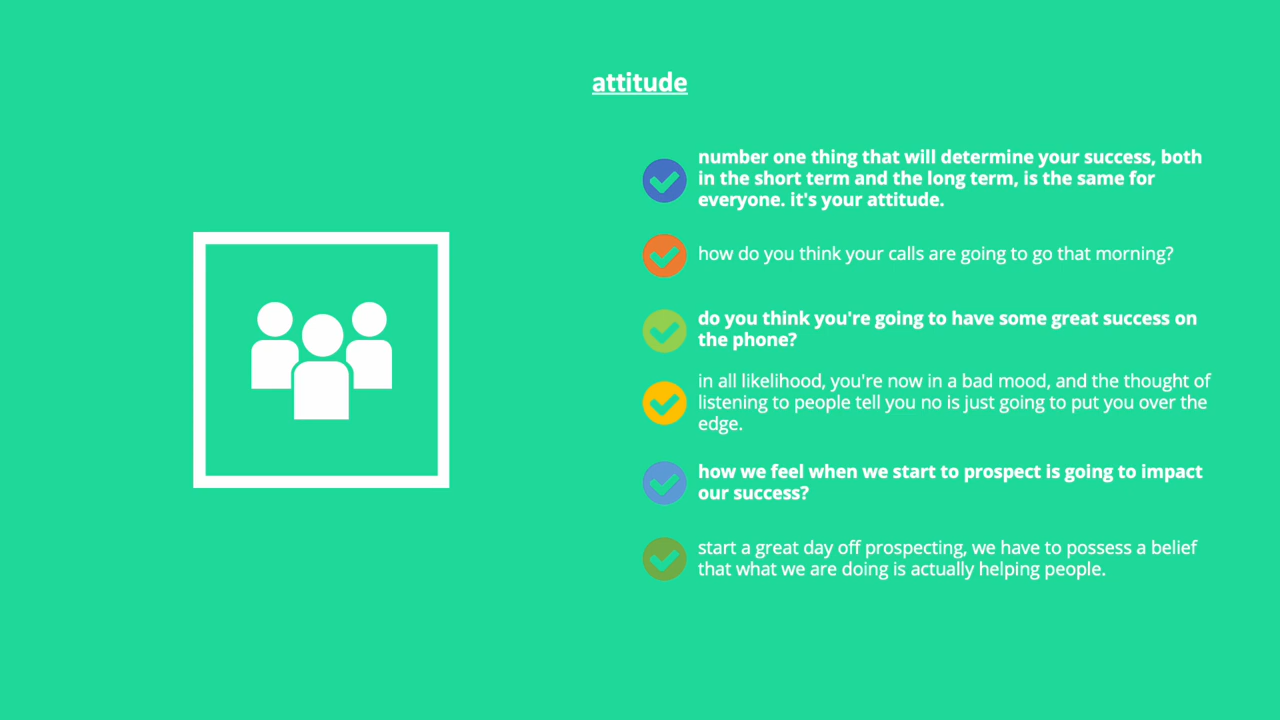 attitude
number one thing that will determine your success, both
in the short term and the long term, is the same for
everyone. it's your attitude.
how do you think your calls are going to go that morning?
do you think you're going to have some great success on
the phone?
in all likelihood, you're now in a bad mood, and the thought of
listening to people tell you no is just going to put you over the
edge.
how we feel when we start to prospect is going to impact
our success?
start a great day off prospecting, we have to possess a belief
that what we are doing is actually helping people.